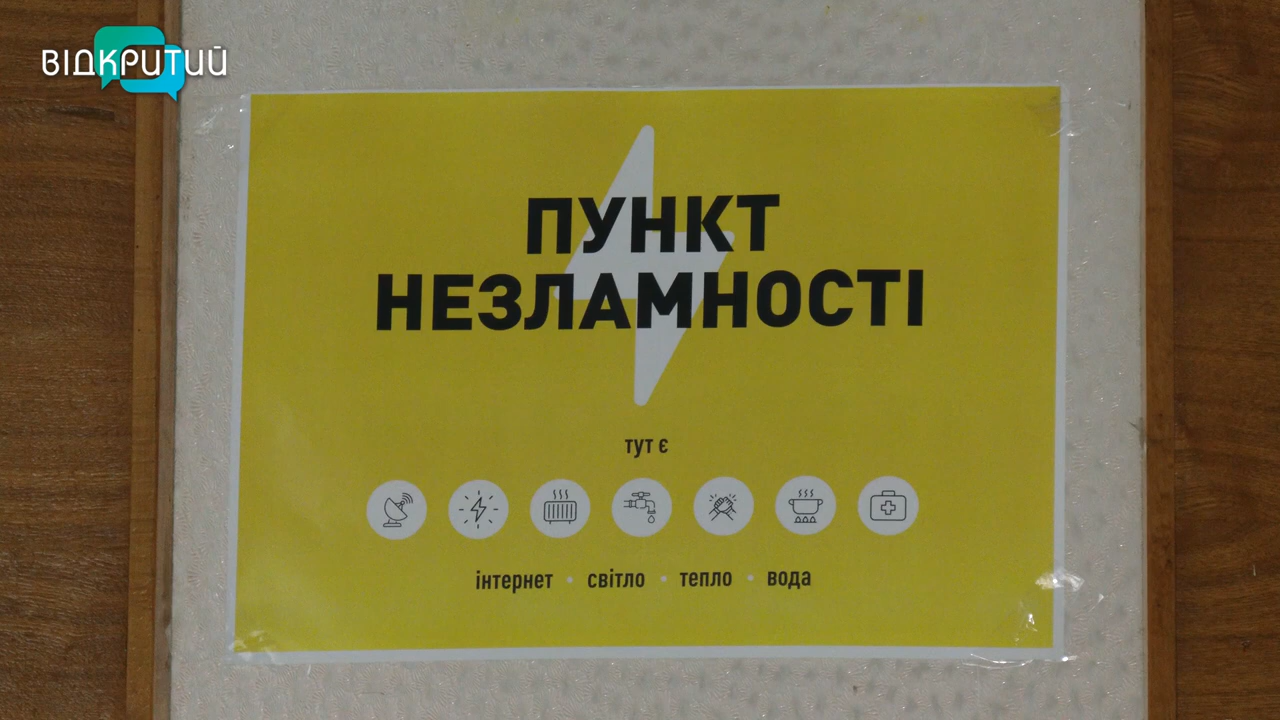 ВІДКРИТИЙ
ПУНКТ
НЕЗЛАМНОСТІ
тут є
інтернет • світло • тепло • вода